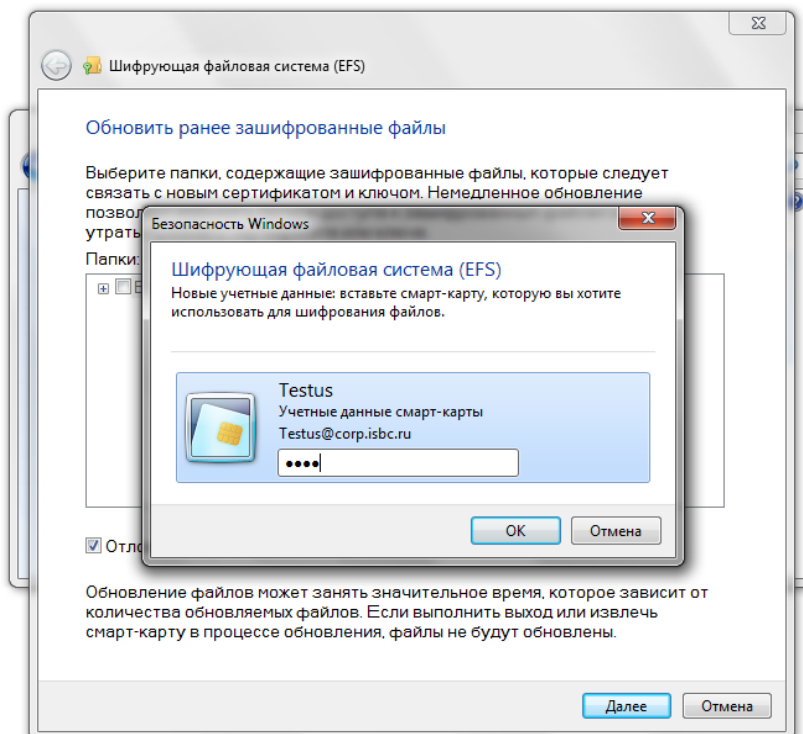 Шифрующая файловая система (EFS)
Обновить ранее зашифрованные файлы
Выберите папки, содержащие зашифрованные файлы, которые следует
связать с новым сертификатом и ключом. Немедленное обновление
Безопасность Windows
Папки:
Шифрующая файловая система (EFS)
Новые учетные данные: вставьте смарт-карту, которую вы хотите
использовать для шифрования файлов.
Testus
Учетные данные смарт-карты
Testus@corp.isbc.ru
••••
OK
Отмена
Обновление файлов может занять значительное время, которое зависит от
количества обновляемых файлов. Если выполнить выход или извлечь
смарт-карту в процессе обновления, файлы не будут обновлены.
Далее
Отмена